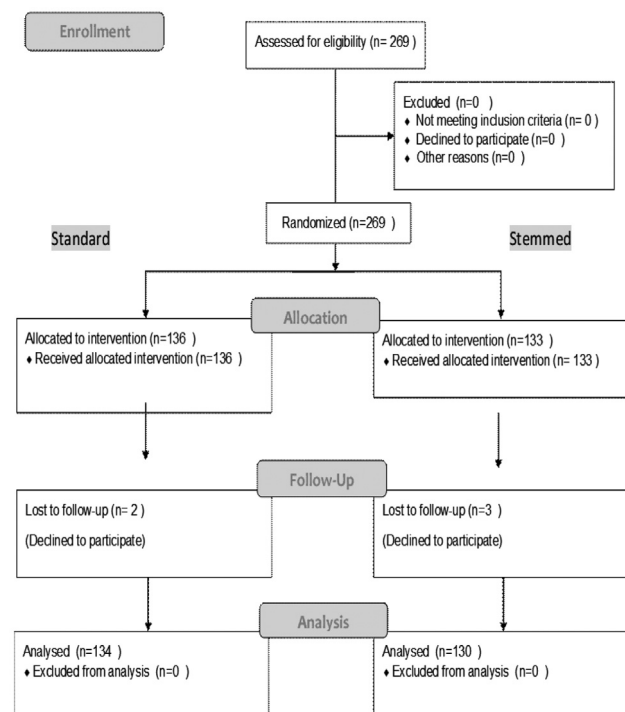 Enrollment
Assessed for eligibility (n= 269 )
Excluded (n=0 )
♦ Not meeting inclusion criteria (n= 0 )
♦ Declined to participate (n=0 )
♦ Other reasons (n=0 )
Randomized (n=269 )
Standard
Stemmed
Allocation
Allocated to intervention (n=136 )
♦ Received allocated intervention (n=136 )
Allocated to intervention (n=133 )
♦ Received allocated intervention (n= 133 )
Follow-Up
Lost to follow-up (n= 2 )
(Declined to participate)
Lost to follow-up (n=3 )
(Declined to participate)
Analysis
Analysed (n=134 )
♦ Excluded from analysis (n=0 )
Analysed (n=130 )
♦ Excluded from analysis (n=0 )